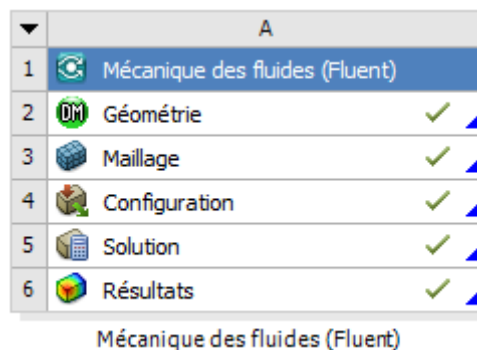 A
1 Mécanique des fluides (Fluent)
2 DM Géométrie
3 Maillage
4 Configuration
5 Solution
6 Résultats
Mécanique des fluides (Fluent)